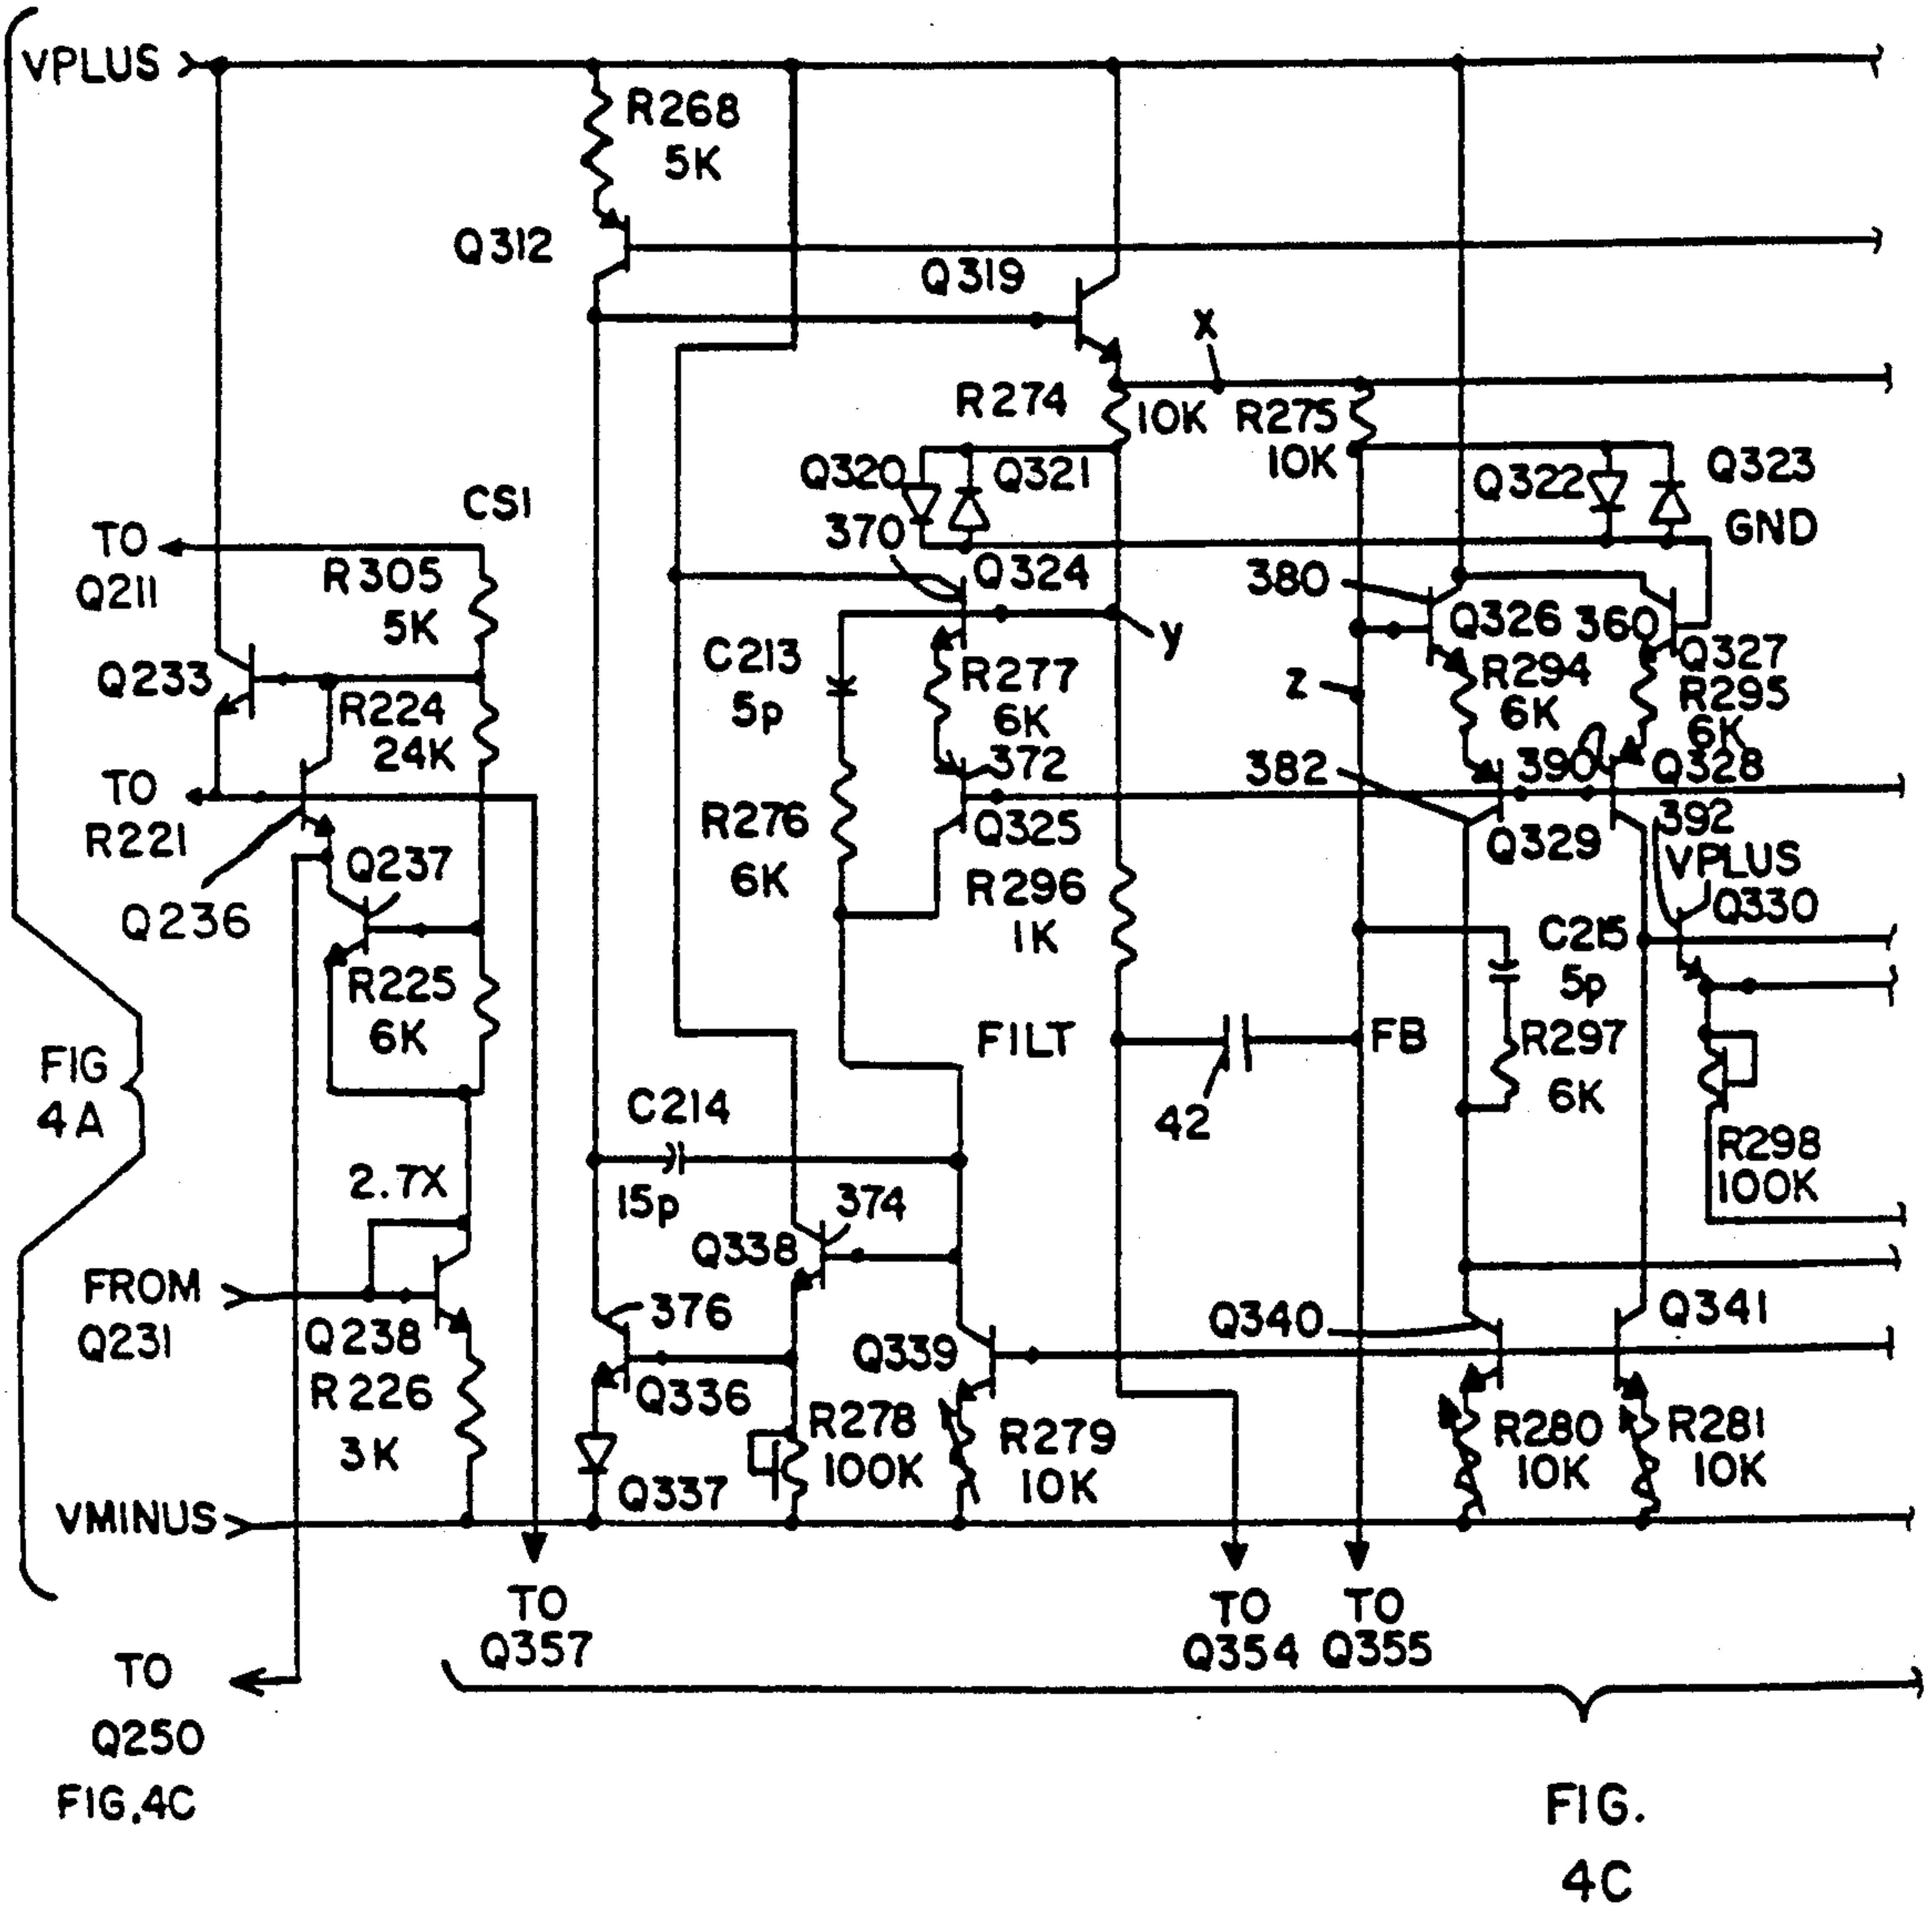 VPLUS
R268
5K
Q312
Q319
X
R274
10K
R275
10K
Q320
Q321
Q322
Q323
GND
370
CS1
TO
Q211
R305
5K
Q324
380
Q326
360
Q327
Q233
R224
24K
C213
5p
R277
6K
y
z
R294
6K
R295
6K
TO
R221
372
382
390
Q328
Q237
R276
6K
Q325
Q329
392
VPLUS
Q330
Q236
R296
1K
C215
5p
R225
6K
FILT
FB
R297
6K
FIG
4A
C214
15p
42
R298
100K
2.7X
374
Q338
FROM
Q231
Q238
376
Q339
Q340
Q341
R226
3K
Q336
R278
100K
R279
10K
R280
10K
R281
10K
Q337
VMINUS
TO
Q357
TO
Q354
TO
Q355
TO
Q250
FIG.4C
FIG.
4C